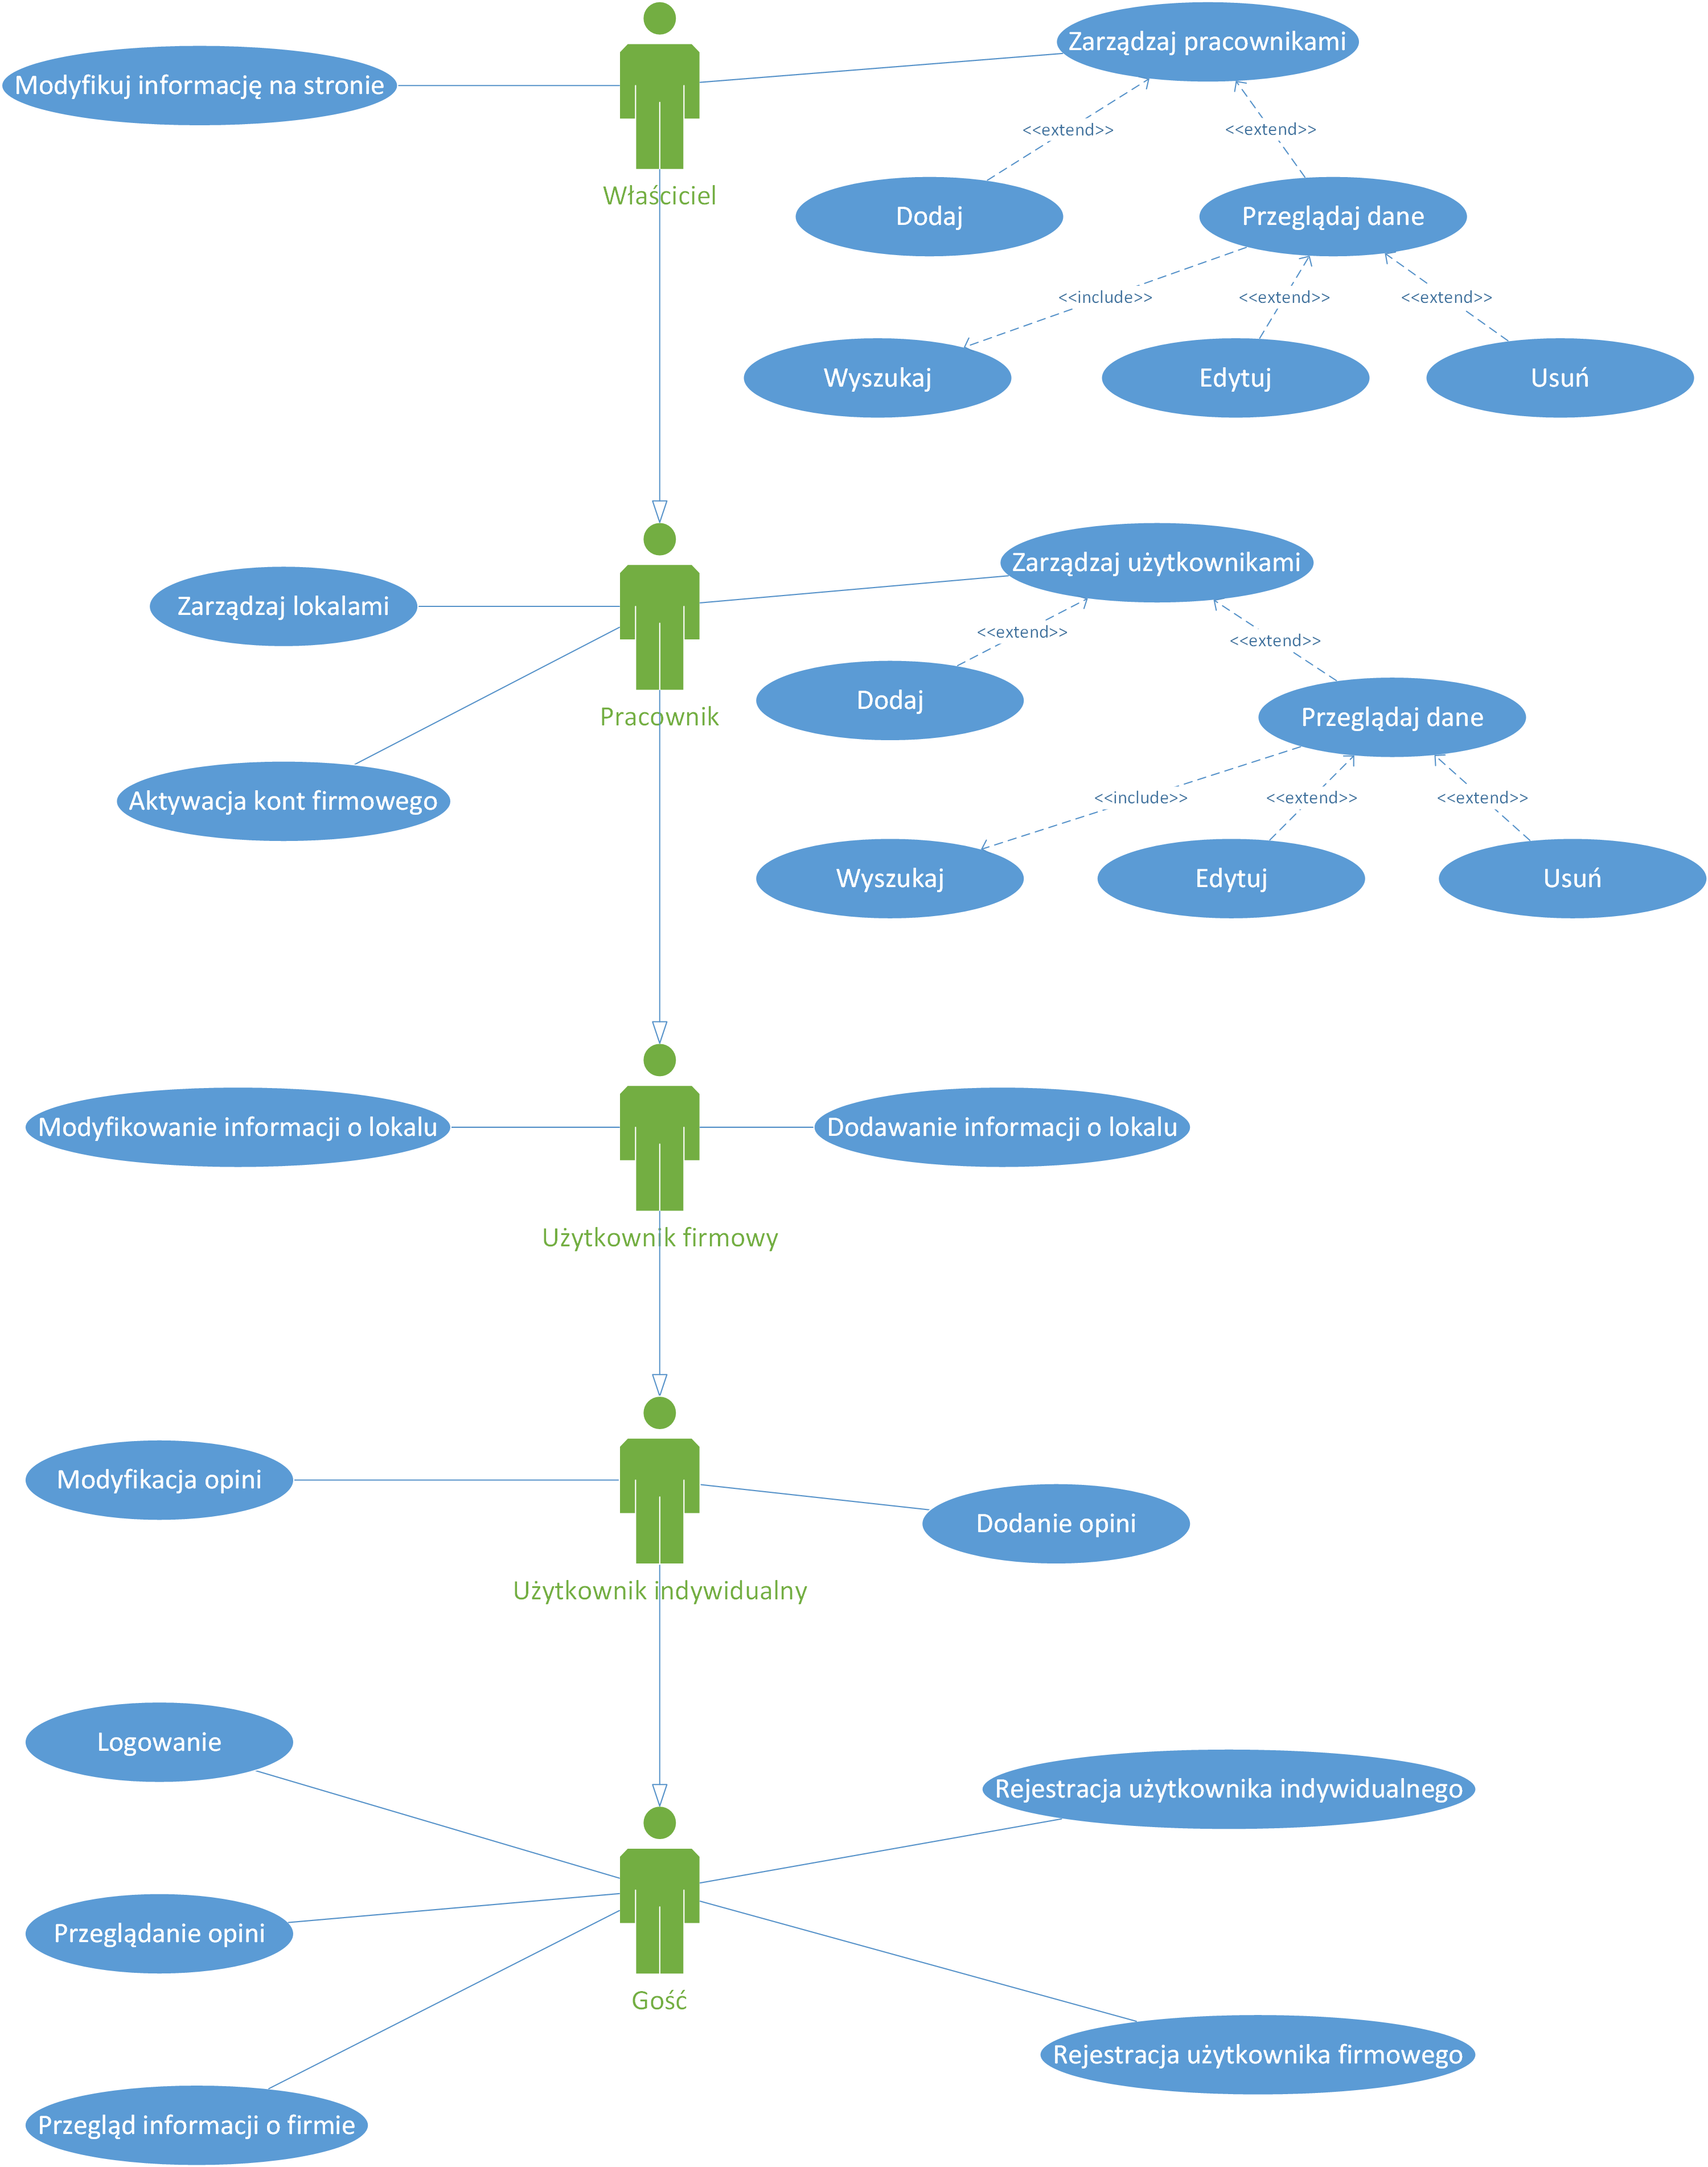 Zarządzaj pracownikami
Modyfikuj informację na stronie
<<extend>>
<<extend>>
Właściciel
Dodaj
Przeglądaj dane
<<include>>
<<extend>>
<<extend>>
Wyszukaj
Edytuj
Usuń
Zarządzaj użytkownikami
Zarządzaj lokalami
<<extend>>
<<extend>>
Dodaj
Pracownik
Przeglądaj dane
<<include>>
<<extend>>
<<extend>>
Aktywacja kont firmowego
Wyszukaj
Edytuj
Usuń
Modyfikowanie informacji o lokalu
Dodawanie informacji o lokalu
Użytkownik firmowy
Modyfikacja opini
Dodanie opini
Użytkownik indywidualny
Logowanie
Rejestracja użytkownika indywidualnego
Przeglądanie opini
Gość
Rejestracja użytkownika firmowego
Przegląd informacji o firmie